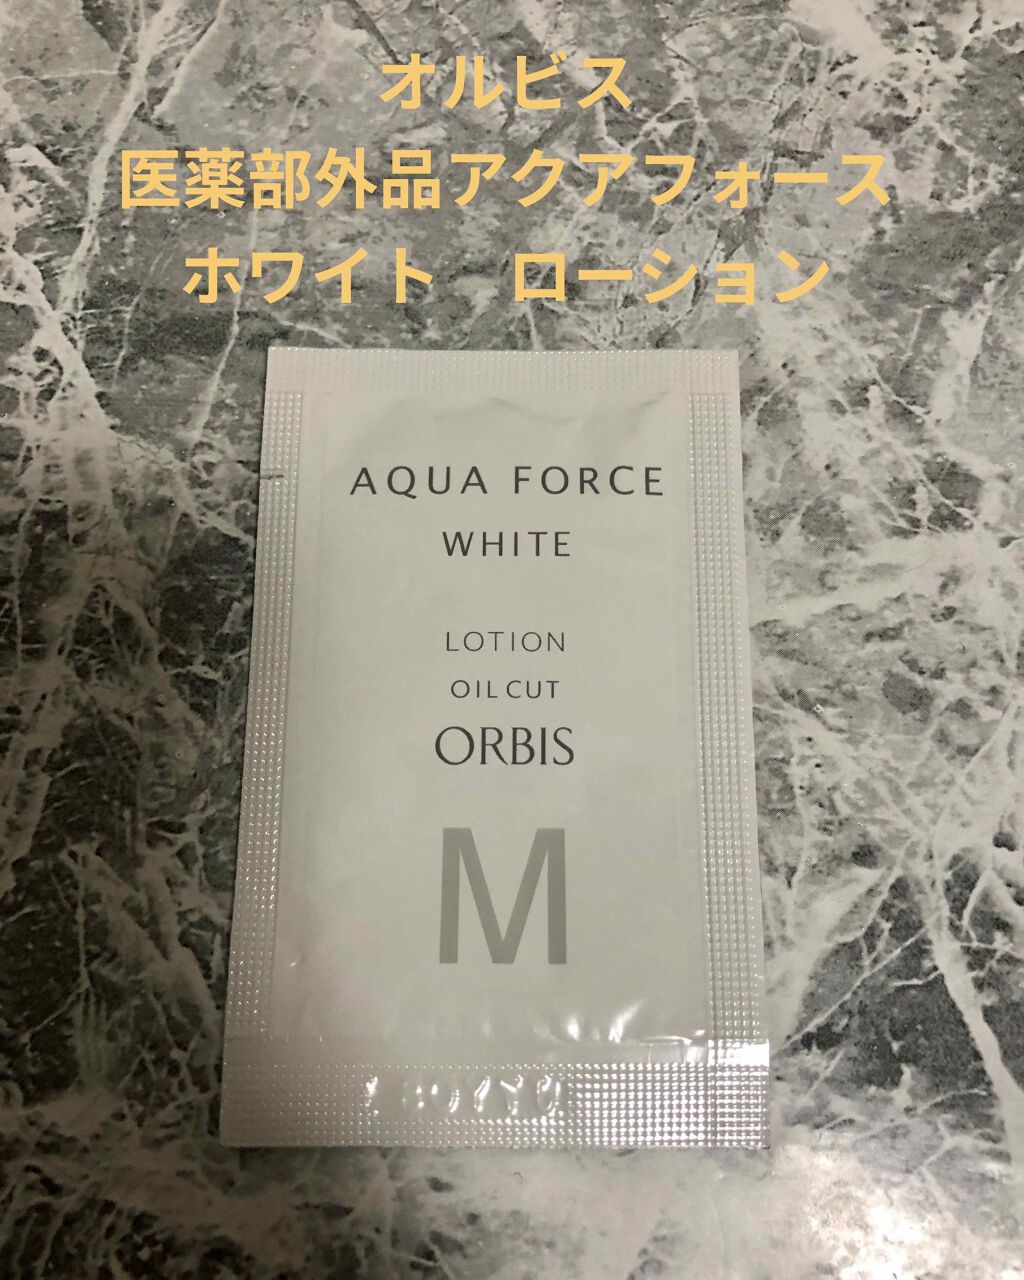 オルビス
医薬部外品アクアフォース
ホワイト　ローション
AQUA FORCE
WHITE
LOTION
OIL CUT
ORBIS
M